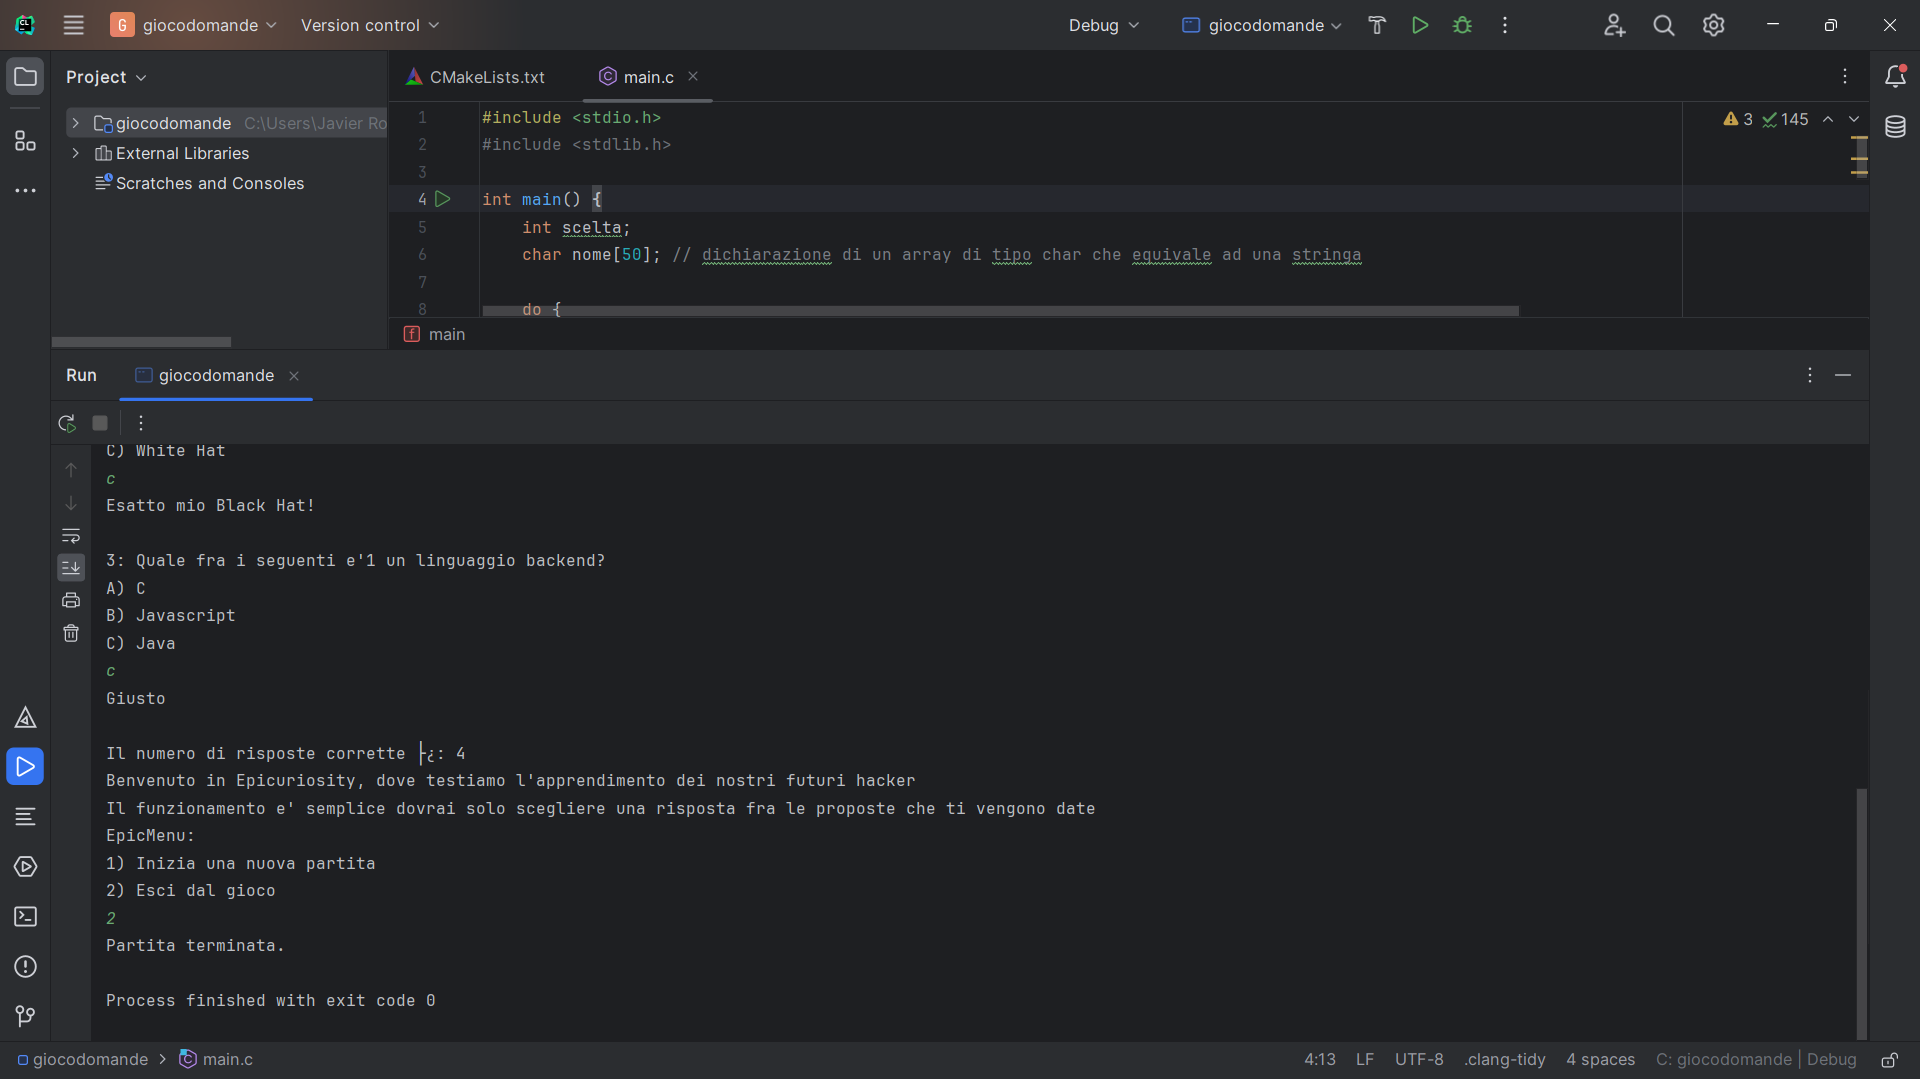 giocodomande
Version control
Debug
giocodomande
Project
CMakeLists.txt
main.c
giocodomande C:\Users\Javier Ro
External Libraries
Scratches and Consoles
3 145
1 #include <stdio.h>
2 #include <stdlib.h>
3
4 int main() {
5 int scelta;
6 char nome[50]; // dichiarazione di un array di tipo char che equivale ad una stringa
7
8 do {
main
Run
giocodomande
C) White Hat
c
Esatto mio Black Hat!
3: Quale fra i seguenti e'1 un linguaggio backend?
A) C
B) Javascript
C) Java
c
Giusto
Il numero di risposte corrette ├¿: 4
Benvenuto in Epicuriosity, dove testiamo l'apprendimento dei nostri futuri hacker
Il funzionamento e' semplice dovrai solo scegliere una risposta fra le proposte che ti vengono date
EpicMenu:
1) Inizia una nuova partita
2) Esci dal gioco
2
Partita terminata.
Process finished with exit code 0
giocodomande
main.c
4:13 LF UTF-8 .clang-tidy 4 spaces C: giocodomande | Debug